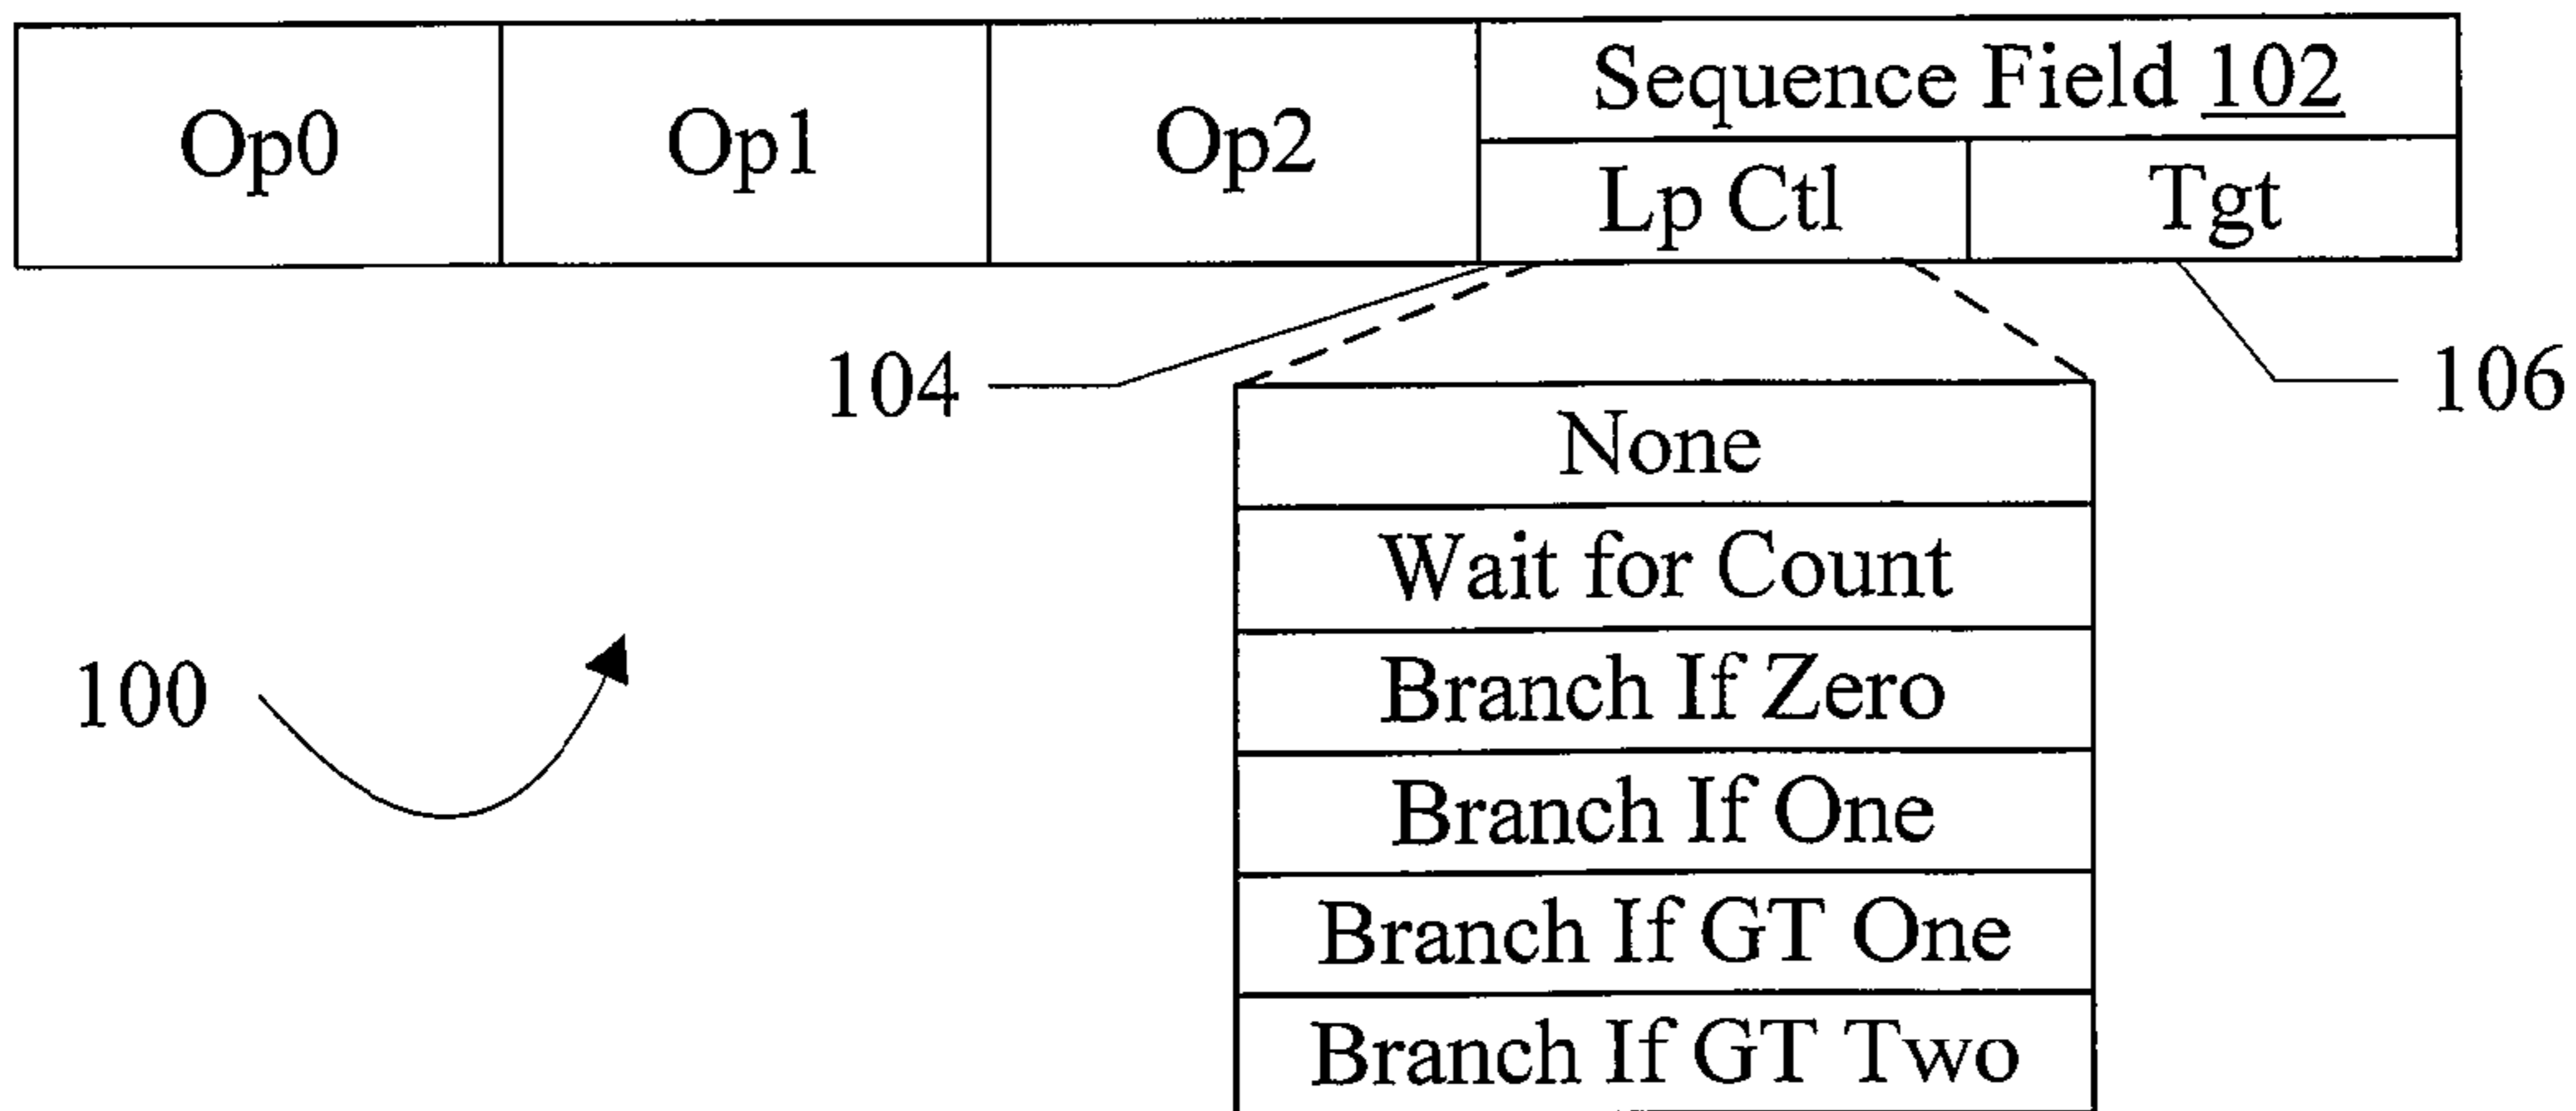 Op0 Op1 Op2 Sequence Field 102
Lp Ctl Tgt
104 106
None
Wait for Count
100 Branch If Zero
Branch If One
Branch If GT One
Branch If GT Two